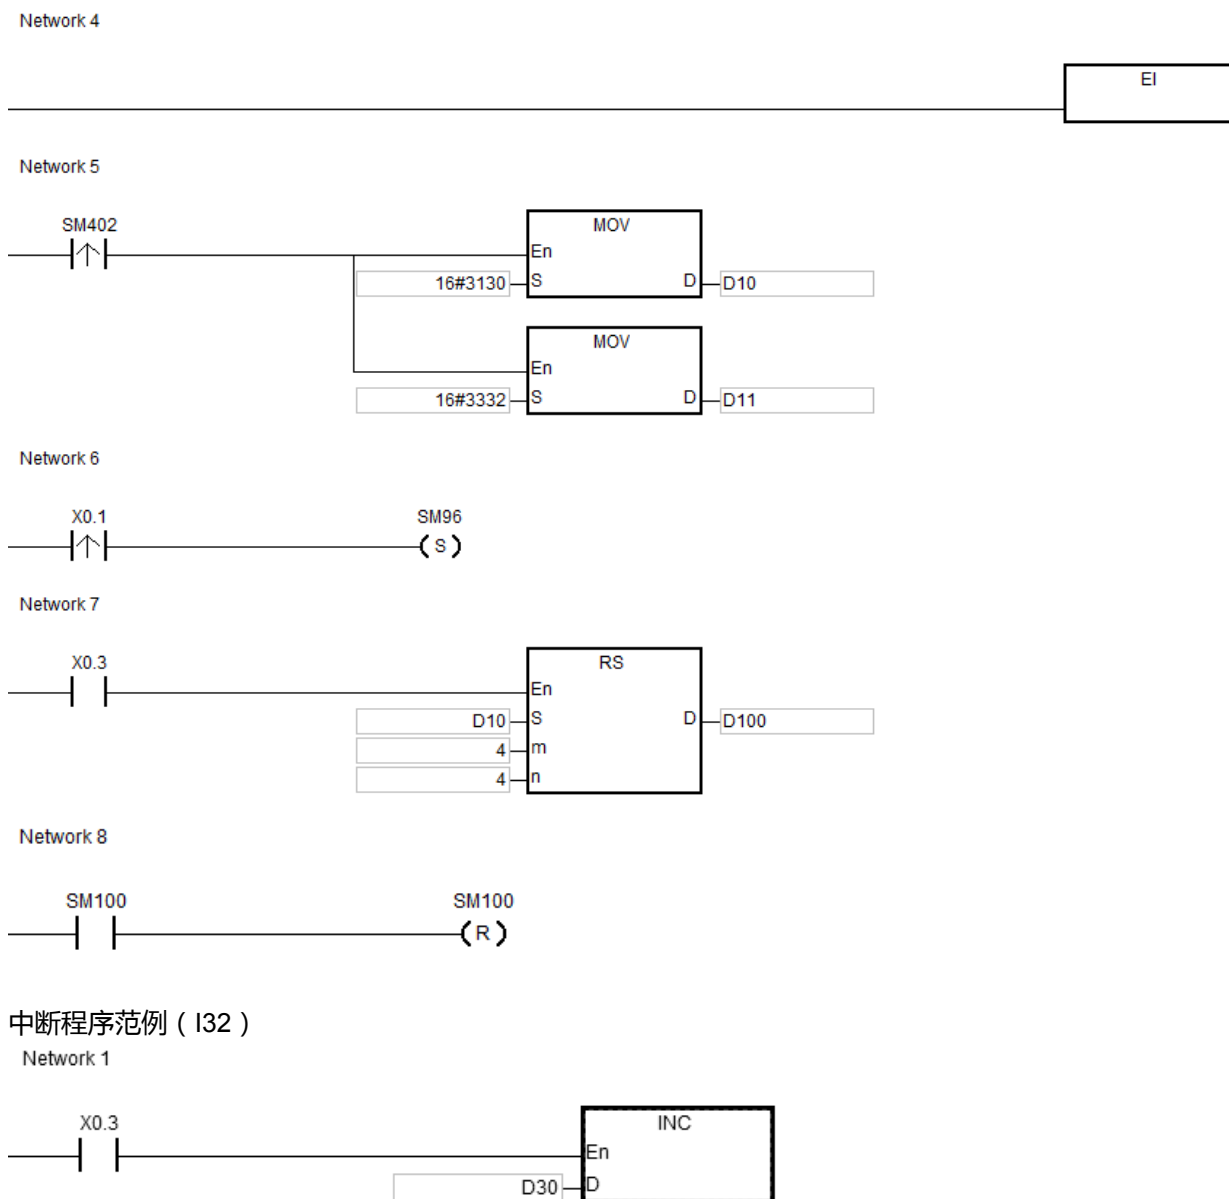 Network 4
EI
Network 5
SM402
MOV
En
16#3130 S D D10
MOV
En
16#3332 S D D11
Network 6
X0.1 SM96
S
Network 7
X0.3
RS
En
D10 S D D100
4 m
4 n
Network 8
SM100 SM100
R
中断程序范例（I32）
Network 1
X0.3
INC
En
D30 D